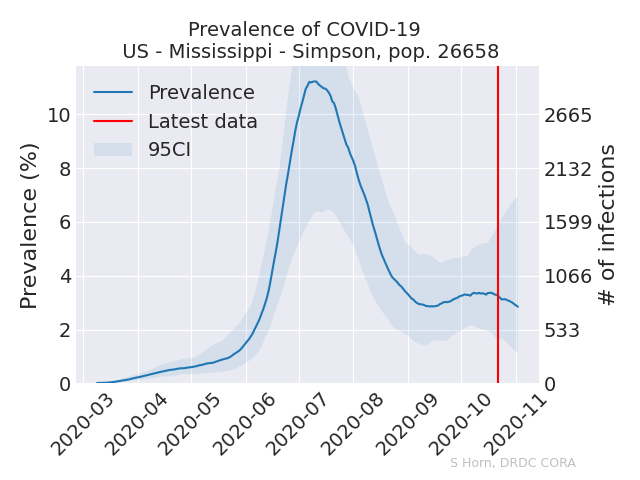 Prevalence of COVID-19
US - Mississippi - Simpson, pop. 26658
Prevalence
Latest data
95CI
Prevalence (%)
10
8
6
4
2
0
# of infections
2665
2132
1599
1066
533
0
2020-03
2020-04
2020-05
2020-06
2020-07
2020-08
2020-09
2020-10
2020-11
S Horn, DRDC CORA